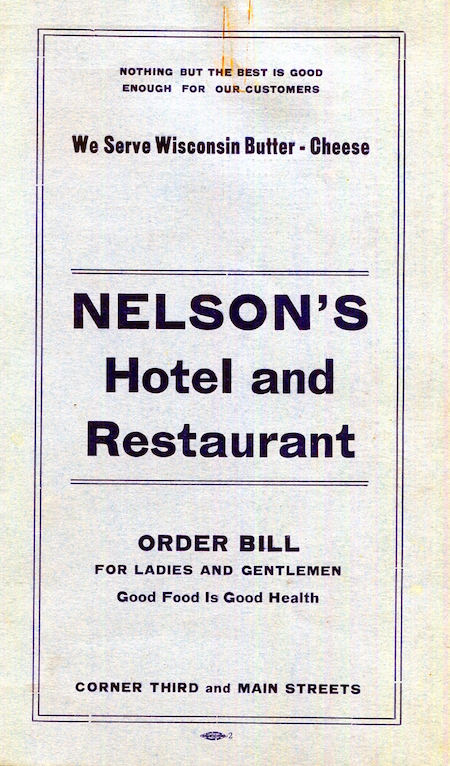 NOTHING BUT THE BEST IS GOOD
ENOUGH FOR OUR CUSTOMERS
We Serve Wisconsin Butter - Cheese
NELSON'S
Hotel and
Restaurant
ORDER BILL
FOR LADIES AND GENTLEMEN
Good Food Is Good Health
CORNER THIRD and MAIN STREETS
2